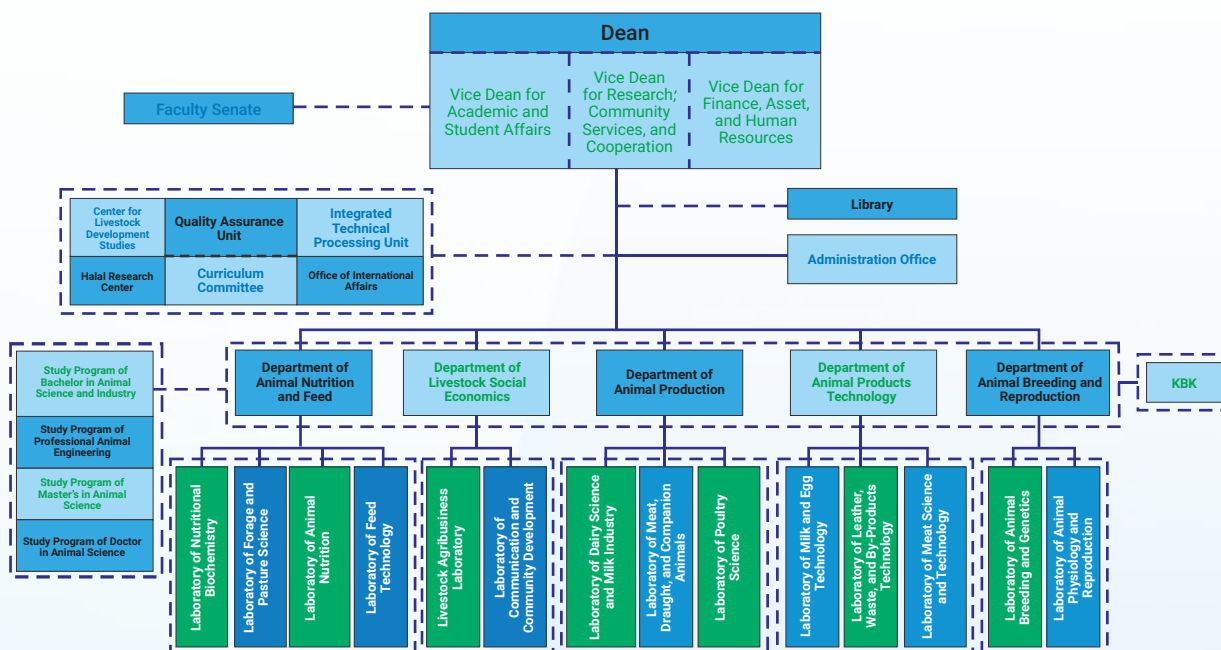 Dean
Vice Dean for
Academic and
Student Affairs
Vice Dean
for Research,
Community
Services, and
Cooperation
Vice Dean for
Finance, Asset,
and Human
Resources
Faculty Senate
Center for
Livestock
Development
Studies
Quality Assurance
Unit
Integrated
Technical
Processing Unit
Halal Research
Center
Curriculum
Committee
Office of International
Affairs
Library
Administration Office
Study Program of
Bachelor in Animal
Science and Industry
Study Program of
Professional Animal
Engineering
Study Program of
Master's in Animal
Science
Study Program of Doctor
in Animal Science
Department of
Animal Nutrition
and Feed
Department of
Livestock Social
Economics
Department of
Animal Production
Department of
Animal Products
Technology
Department of
Animal Breeding and
Reproduction
KBK
Laboratory of Nutritional
Biochemistry
Laboratory of Forage and
Pasture Science
Laboratory of Animal
Nutrition
Laboratory of Feed
Technology
Livestock Agribusiness
Laboratory
Laboratory of
Communication and
Community Development
Laboratory of Dairy Science
and Milk Industry
Laboratory of Meat,
Draught, and Companion
Animals
Laboratory of Poultry
Science
Laboratory of Milk and Egg
Technology
Laboratory of Leather,
Waste, and By-Products
Technology
Laboratory of Meat Science
and Technology
Laboratory of Animal
Breeding and Genetics
Laboratory of Animal
Physiology and
Reproduction